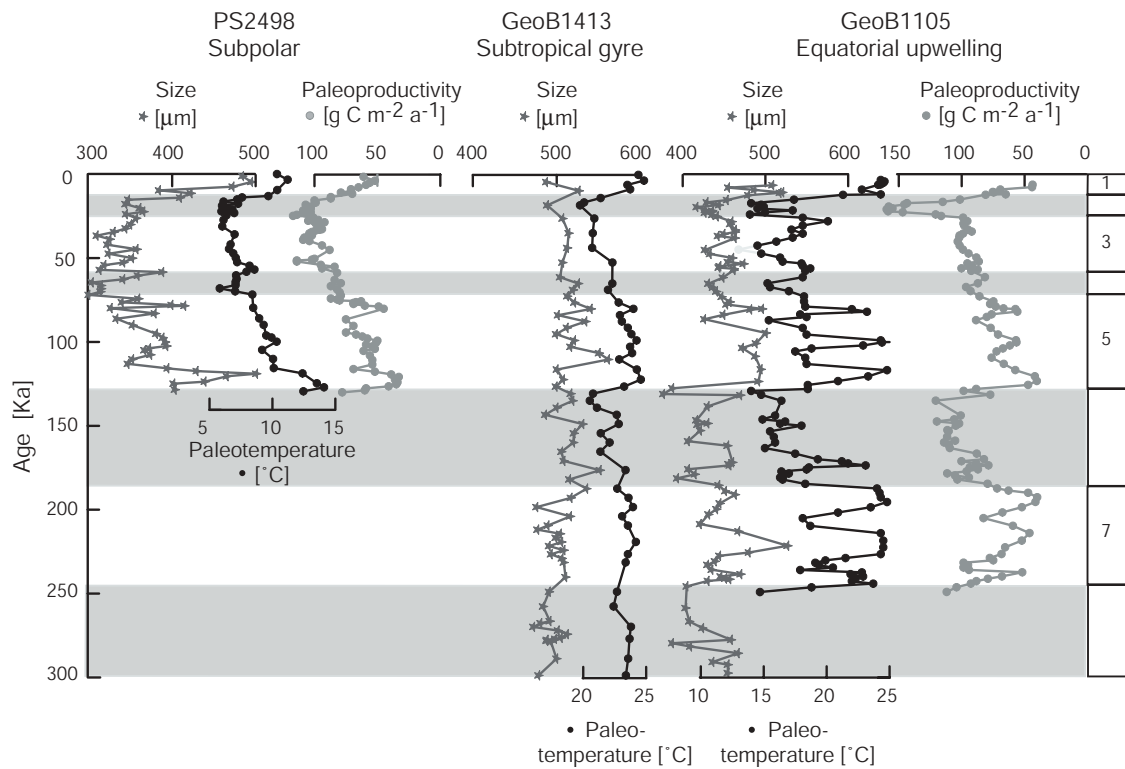 PS2498
Subpolar
GeoB1413
Subtropical gyre
GeoB1105
Equatorial upwelling
Size
[µm]
Paleoproductivity
[g C m-2 a-1]
Size
[µm]
Size
[µm]
Paleoproductivity
[g C m-2 a-1]
300 400 500 100 50 0 400 500 600 400 500 600 150 100 50 0
0
50
100
150
200
250
300
Age [Ka]
1
3
5
7
5 10 15
Paleotemperature
[˚C]
20 25
Paleo-
temperature [˚C]
10 15 20 25
Paleo-
temperature [˚C]